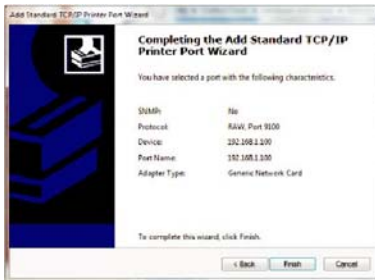 Add Standard TCP/IP Printer Port Wizard
Completing the Add Standard TCP/IP
Printer Port Wizard
You have selected a port with the following characteristics.
SNMP: No
Protocol: RAW, Port 9100
Device: 192.168.1.100
Port Name: 192.168.1.100
Adapter Type: Generic Network Card
To complete this wizard, click Finish.
< Back Finish Cancel